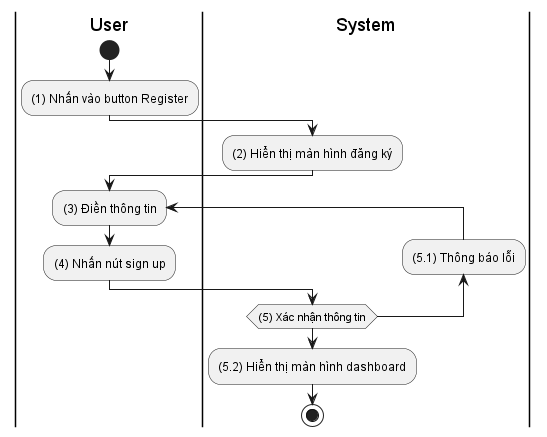 User
System
(1) Nhấn vào button Register
(2) Hiển thị màn hình đăng ký
(3) Điền thông tin
(4) Nhấn nút sign up
(5.1) Thông báo lỗi
(5) Xác nhận thông tin
(5.2) Hiển thị màn hình dashboard